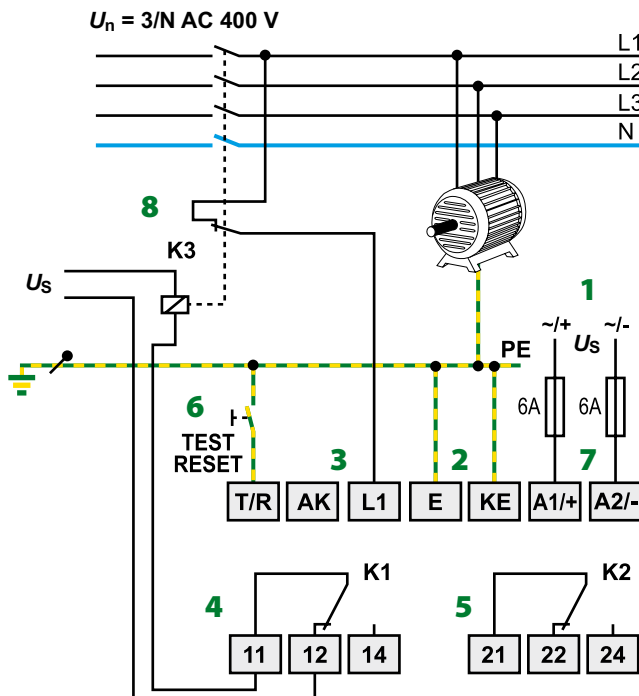 Un = 3/N AC 400 V
L1
L2
L3
N
8
K3
US
1
~/+ US ~/-
PE
6
6A 6A
TEST
RESET
3 2 7
T/R AK L1 E KE A1/+ A2/-
K1 K2
4 5
11 12 14 21 22 24